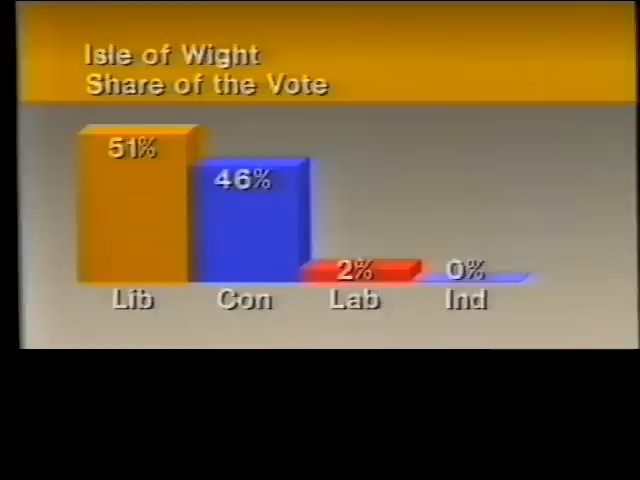 Isle of Wight
Share of the Vote
51%
46%
2%
0%
Lib
Con
Lab
Ind